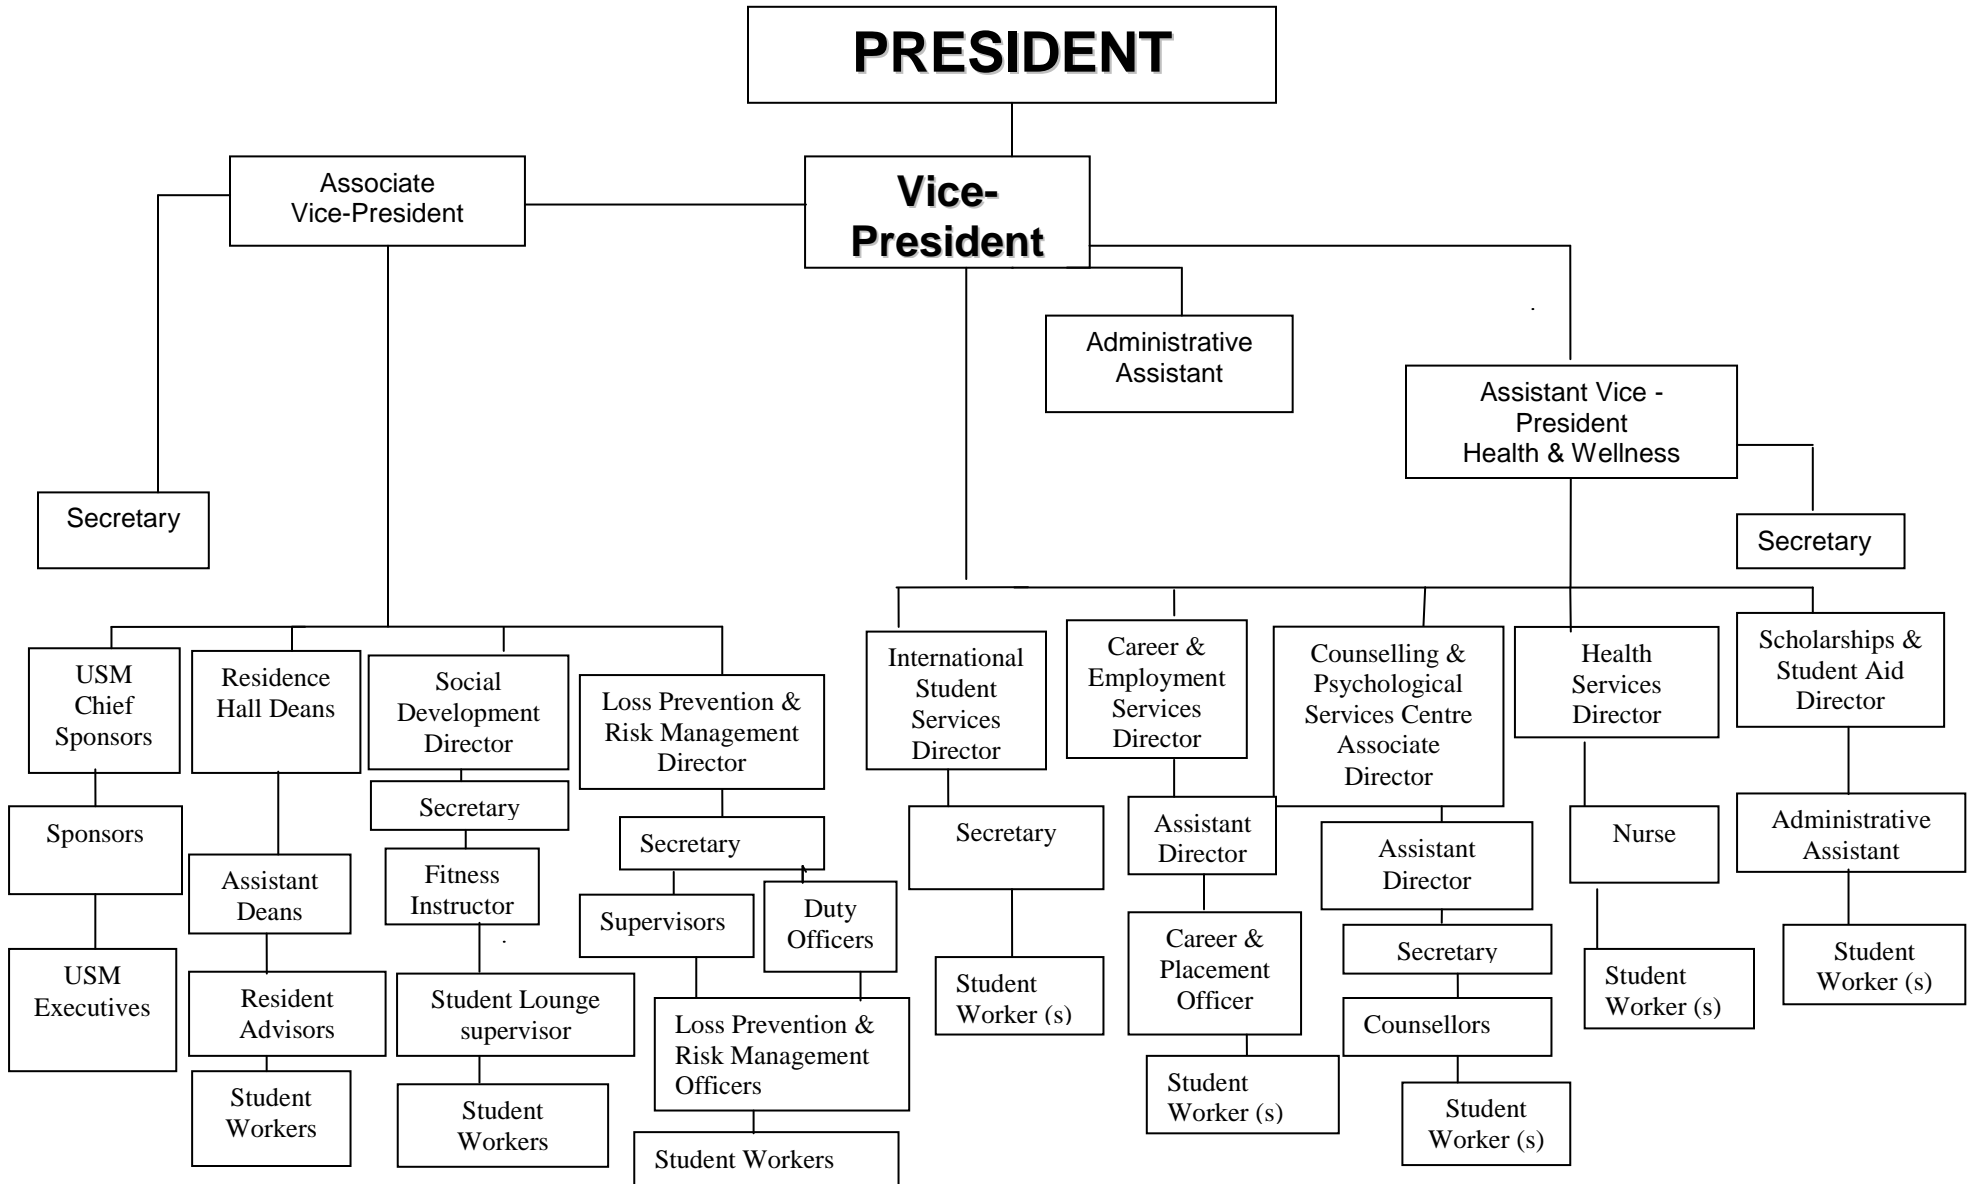 PRESIDENT
Associate
Vice-President
Vice-
President
Administrative
Assistant
Assistant Vice -
President
Health & Wellness
Secretary
Secretary
USM
Chief
Sponsors
Residence
Hall Deans
Social
Development
Director
Loss Prevention &
Risk Management
Director
International
Student
Services
Director
Career &
Employment
Services
Director
Counselling &
Psychological
Services Centre
Associate
Director
Health
Services
Director
Scholarships &
Student Aid
Director
Sponsors
Secretary
Secretary
Secretary
Assistant
Director
Assistant
Director
Nurse
Administrative
Assistant
Assistant
Deans
Fitness
Instructor
Supervisors
Duty
Officers
Career &
Placement
Officer
Secretary
Student
Worker (s)
Student
Worker (s)
Student
Worker (s)
USM
Executives
Resident
Advisors
Student Lounge
supervisor
Loss Prevention &
Risk Management
Officers
Counsellors
Student
Workers
Student
Workers
Student Workers
Student
Worker (s)
Student
Worker (s)